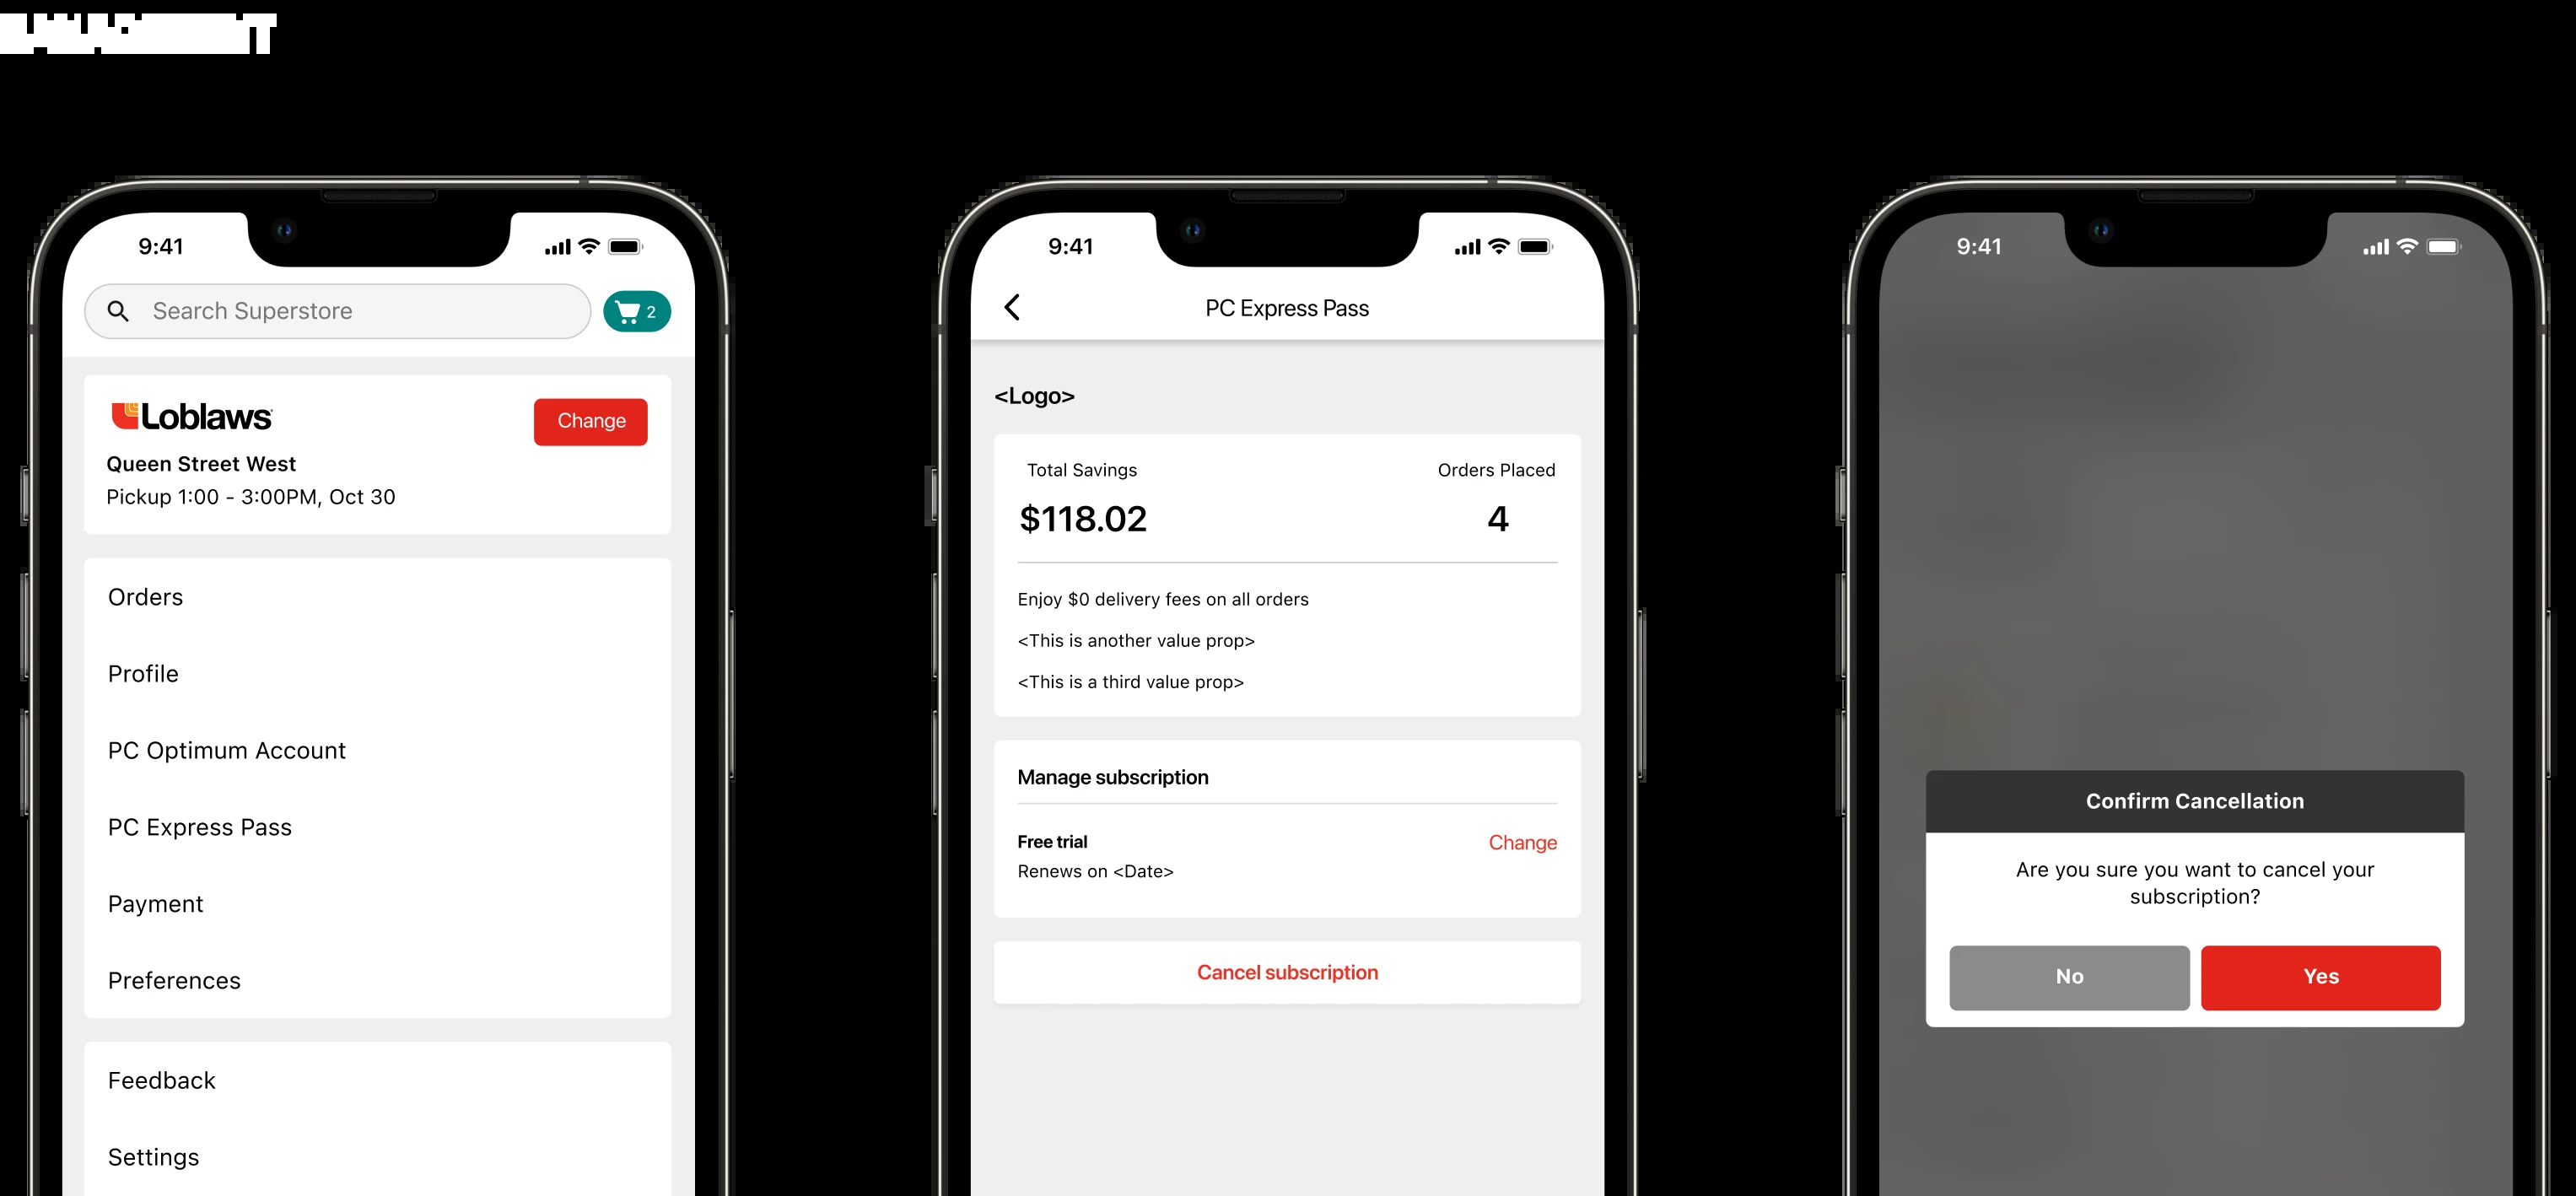 9:41
Search Superstore
2
Loblaws
Change
Queen Street West
Pickup 1:00 - 3:00PM, Oct 30
Orders
Profile
PC Optimum Account
PC Express Pass
Payment
Preferences
Feedback
Settings
9:41
PC Express Pass
<Logo>
Total Savings
Orders Placed
$118.02
4
Enjoy $0 delivery fees on all orders
<This is another value prop>
<This is a third value prop>
Manage subscription
Free trial
Change
Renews on <Date>
Cancel subscription
9:41
Confirm Cancellation
Are you sure you want to cancel your
subscription?
No
Yes